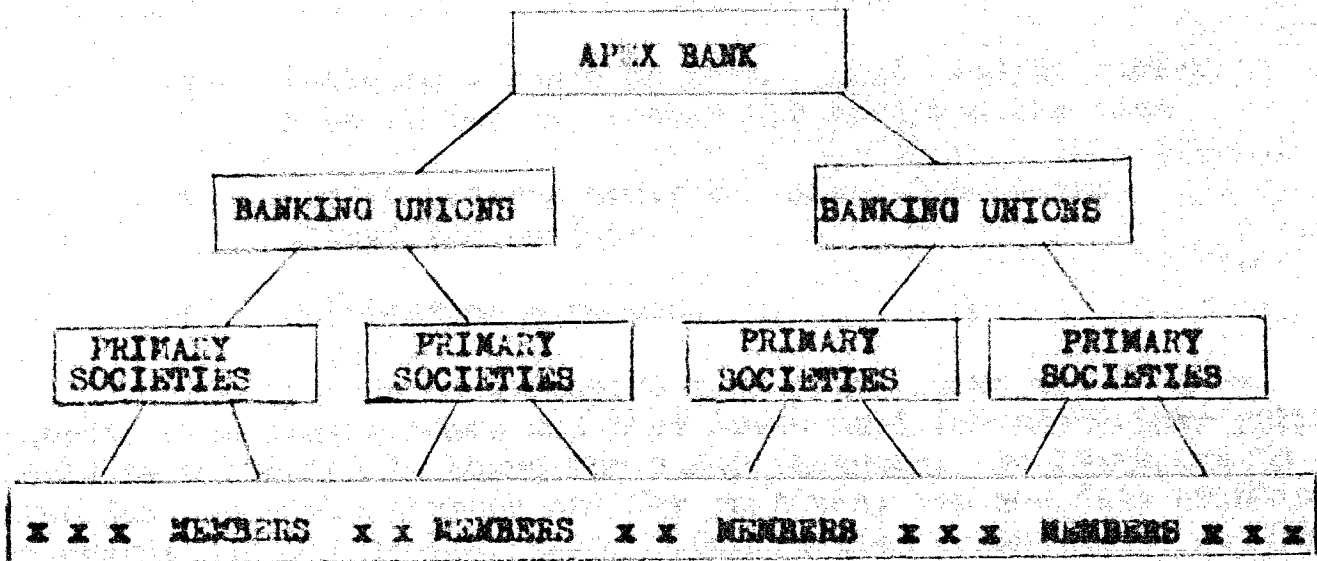 APEX BANK
BANKING UNIONS BANKING UNIONS
PRIMARY PRIMARY PRIMARY PRIMARY
SOCIETIES SOCIETIES SOCIETIES SOCIETIES
x x x MEMBERS x x MEMBERS x x MEMBERS x x x MEMBERS x x x